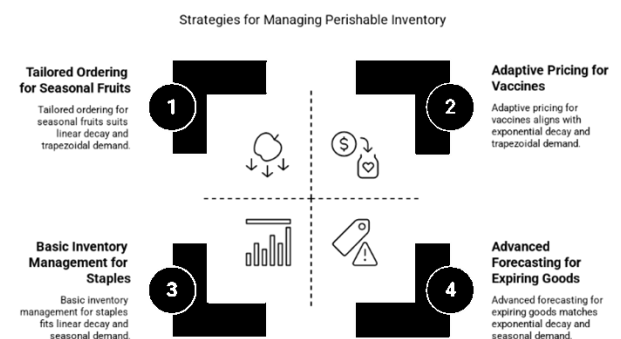 Strategies for Managing Perishable Inventory
Tailored Ordering
for Seasonal Fruits
Tailored ordering for
seasonal fruits suits
linear decay and
trapezoidal demand.
1
2
Adaptive Pricing for
Vaccines
Adaptive pricing for
vaccines aligns with
exponential decay and
trapezoidal demand.
$
Basic Inventory
Management for
Staples
Basic inventory
management for staples
fits linear decay and
seasonal demand.
3
4
Advanced
Forecasting for
Expiring Goods
Advanced forecasting for
expiring goods matches
exponential decay and
seasonal demand.